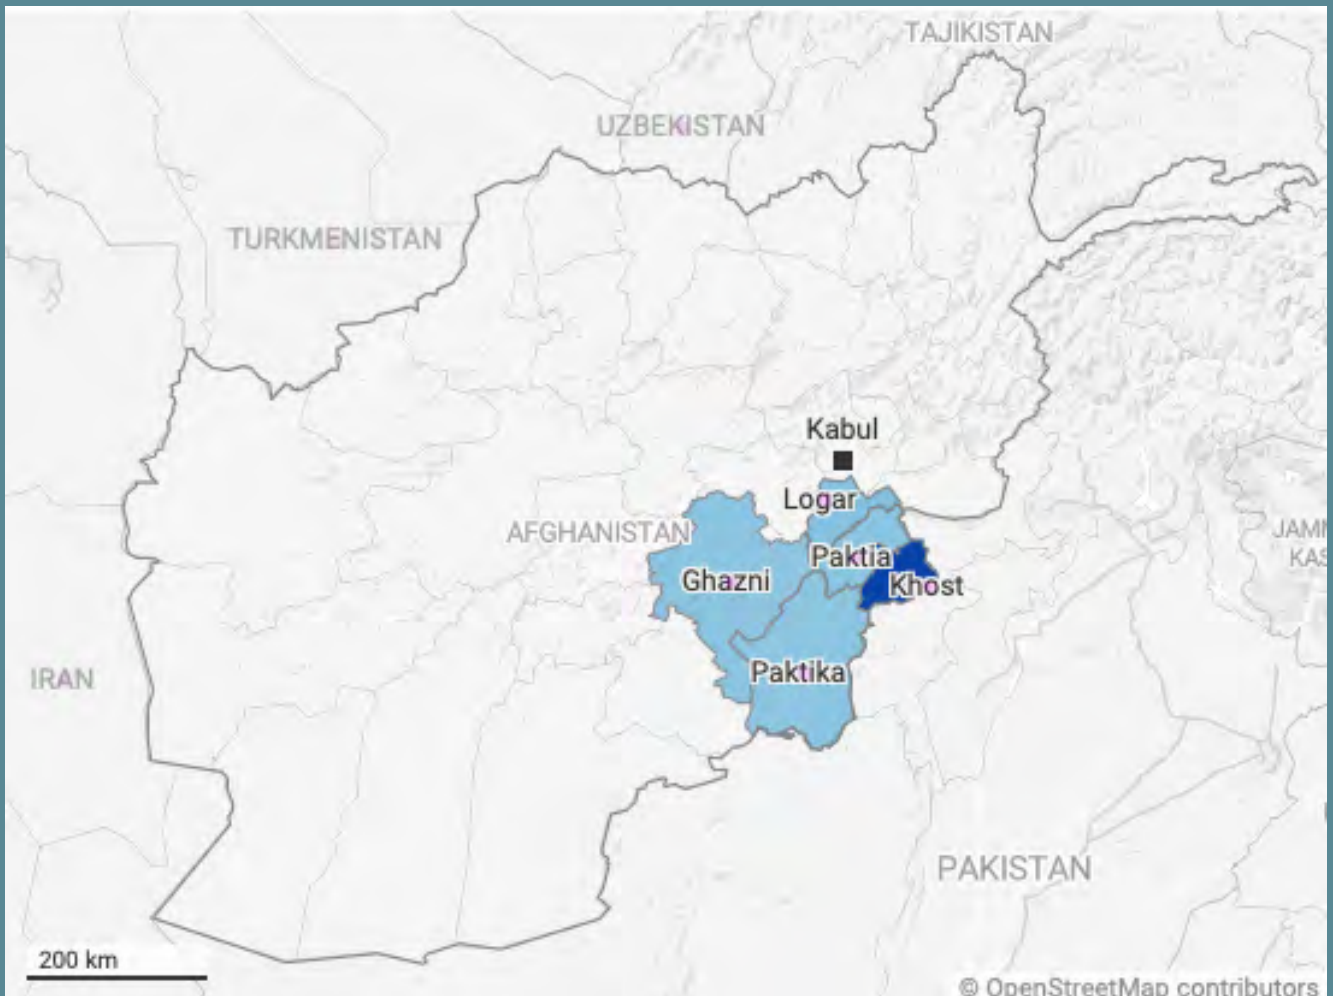 TAJIKISTAN
UZBEKISTAN
TURKMENISTAN
Kabul
Logar
AFGHANISTAN
Paktia
Ghazni
Khost
Paktika
IRAN
PAKISTAN
200 km
© OpenStreetMap contributors